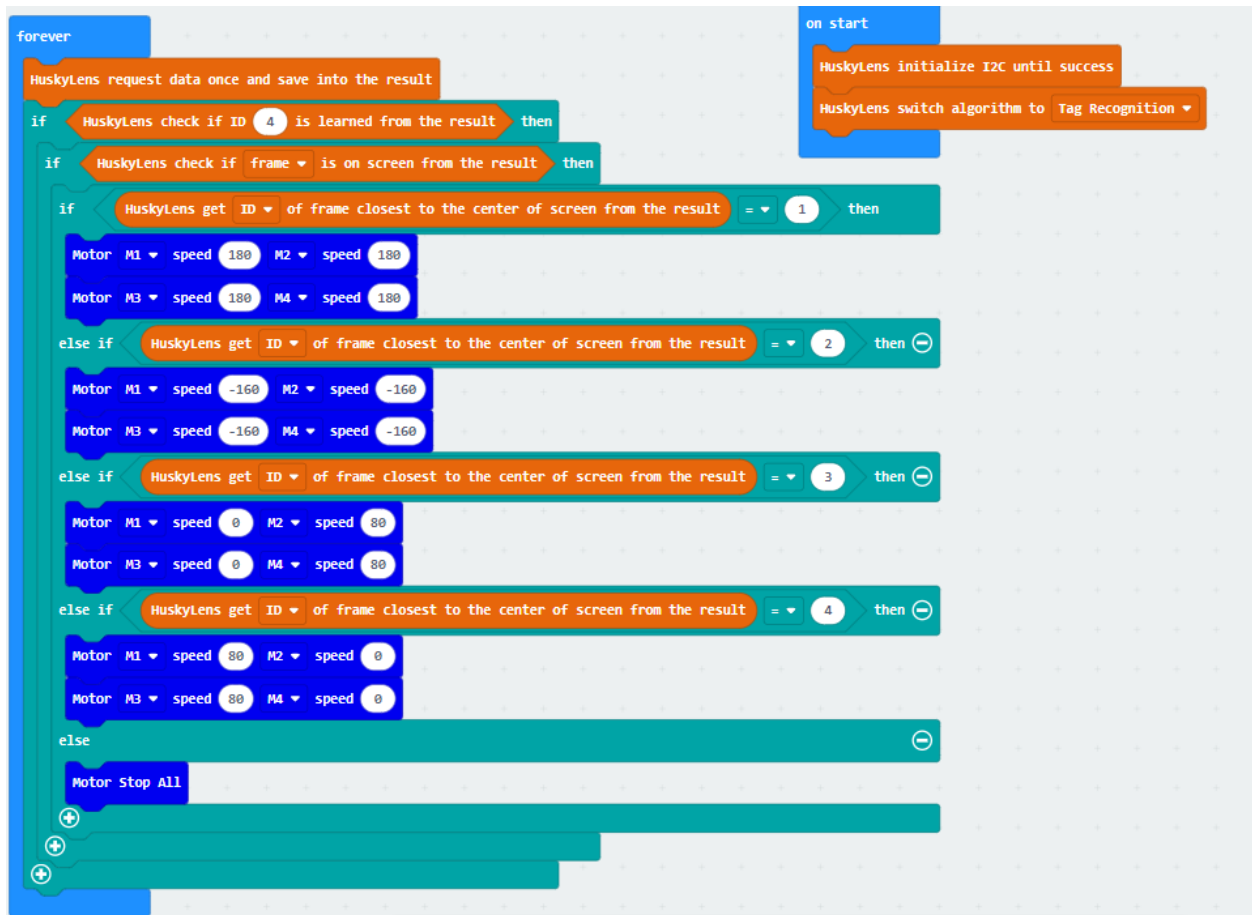 forever
HuskyLens request data once and save into the result
if HuskyLens check if ID 4 is learned from the result then
if HuskyLens check if frame is on screen from the result then
if HuskyLens get ID of frame closest to the center of screen from the result = 1 then
Motor M1 speed 180 M2 speed 180
Motor M3 speed 180 M4 speed 180
else if HuskyLens get ID of frame closest to the center of screen from the result = 2 then
Motor M1 speed -160 M2 speed -160
Motor M3 speed -160 M4 speed -160
else if HuskyLens get ID of frame closest to the center of screen from the result = 3 then
Motor M1 speed 0 M2 speed 80
Motor M3 speed 0 M4 speed 80
else if HuskyLens get ID of frame closest to the center of screen from the result = 4 then
Motor M1 speed 80 M2 speed 0
Motor M3 speed 80 M4 speed 0
else
Motor Stop All
on start
HuskyLens initialize I2C until success
HuskyLens switch algorithm to Tag Recognition